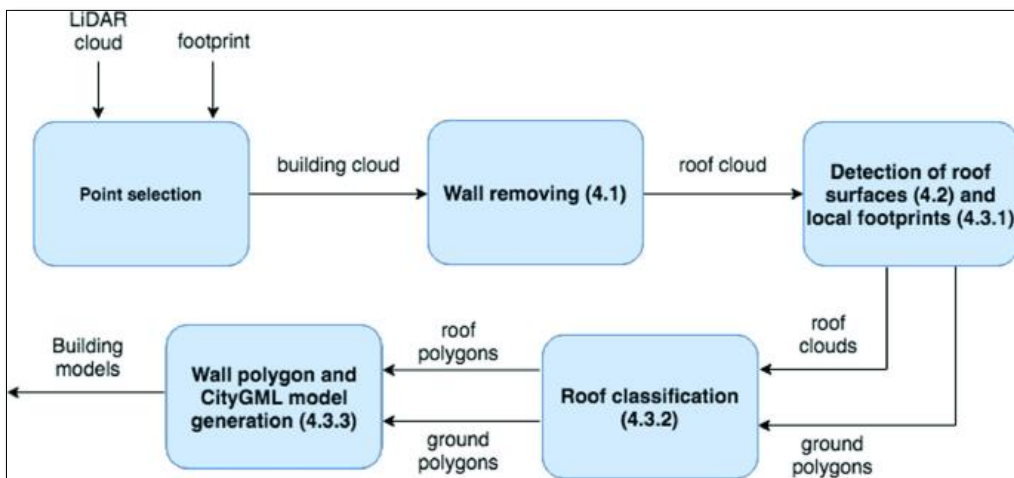 LiDAR
cloud
footprint
Point selection
building cloud
Wall removing (4.1)
roof cloud
Detection of roof
surfaces (4.2) and
local footprints (4.3.1)
roof
clouds
ground
polygons
Roof classification
(4.3.2)
roof
polygons
ground
polygons
Wall polygon and
CityGML model
generation (4.3.3)
Building
models